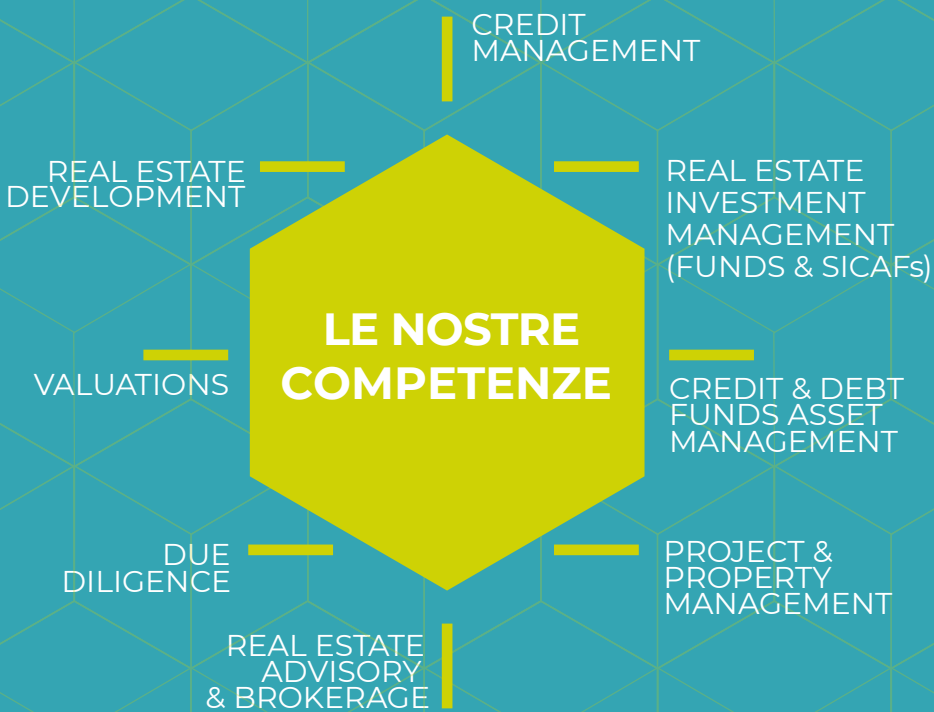 CREDIT
MANAGEMENT
REAL ESTATE
DEVELOPMENT
REAL ESTATE
INVESTMENT
MANAGEMENT
(FUNDS & SICAFs)
LE NOSTRE
COMPETENZE
VALUATIONS
CREDIT & DEBT
FUNDS ASSET
MANAGEMENT
DUE
DILIGENCE
PROJECT &
PROPERTY
MANAGEMENT
REAL ESTATE
ADVISORY
& BROKERAGE